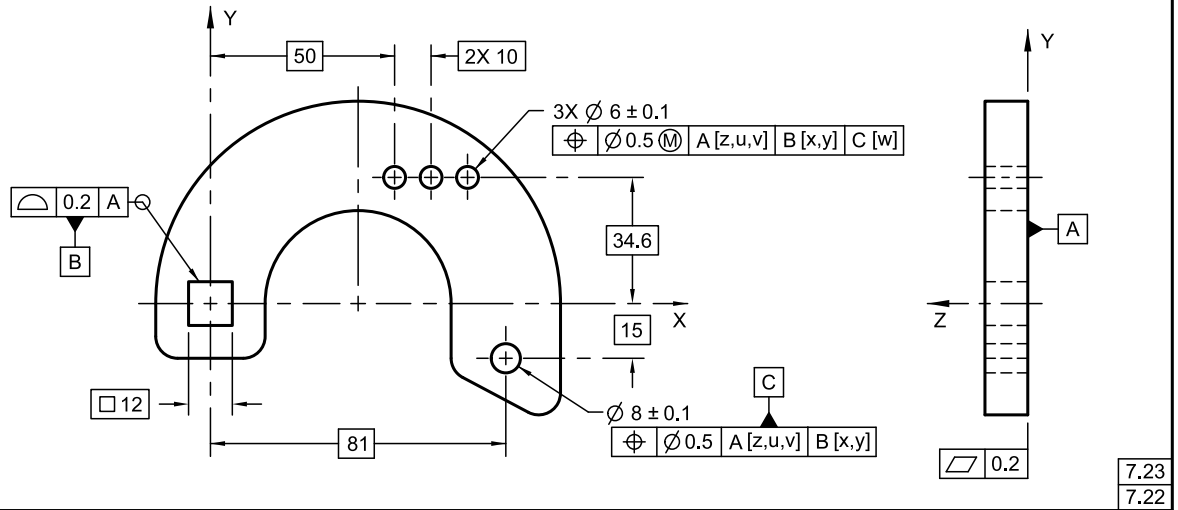 Y
50
2X 10
Y
3X ∅ 6 ± 0.1
⌖ ∅ 0.5 Ⓜ A [z,u,v] B [x,y] C [w]
⌓ 0.2 A
B
34.6
A
X
Z
15
□ 12
C
∅ 8 ± 0.1
⌖ ∅ 0.5 A [z,u,v] B [x,y]
81
⏥ 0.2
7.23
7.22